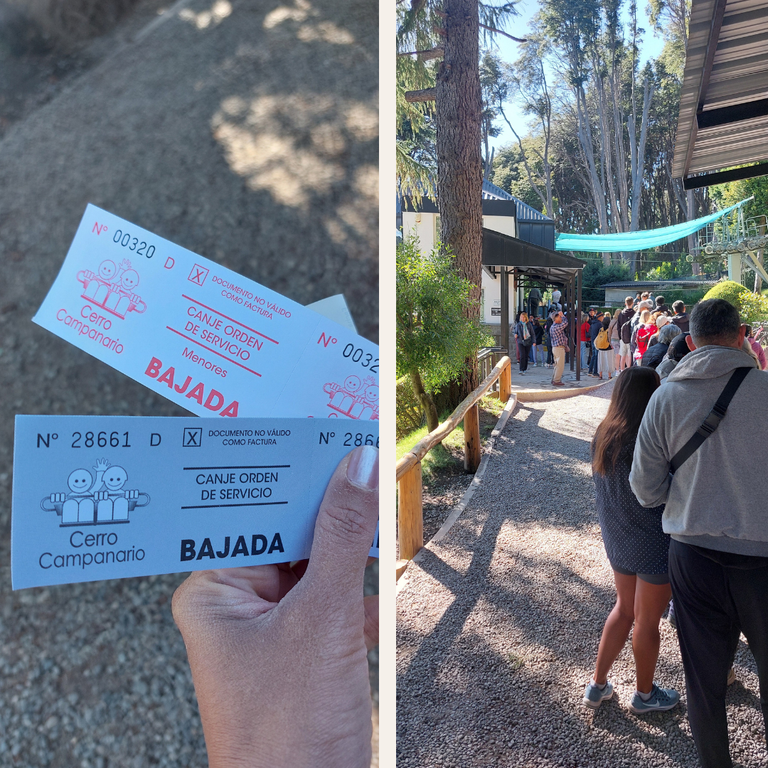 Nº 00320 D X DOCUMENTO NO VÁLIDO
COMO FACTURA
CANJE ORDEN
DE SERVICIO
Menores
BAJADA
Cerro
Campanario
Nº 0032
Nº 28661 D X DOCUMENTO NO VÁLIDO
COMO FACTURA
CANJE ORDEN
DE SERVICIO
BAJADA
Cerro
Campanario
Nº 286